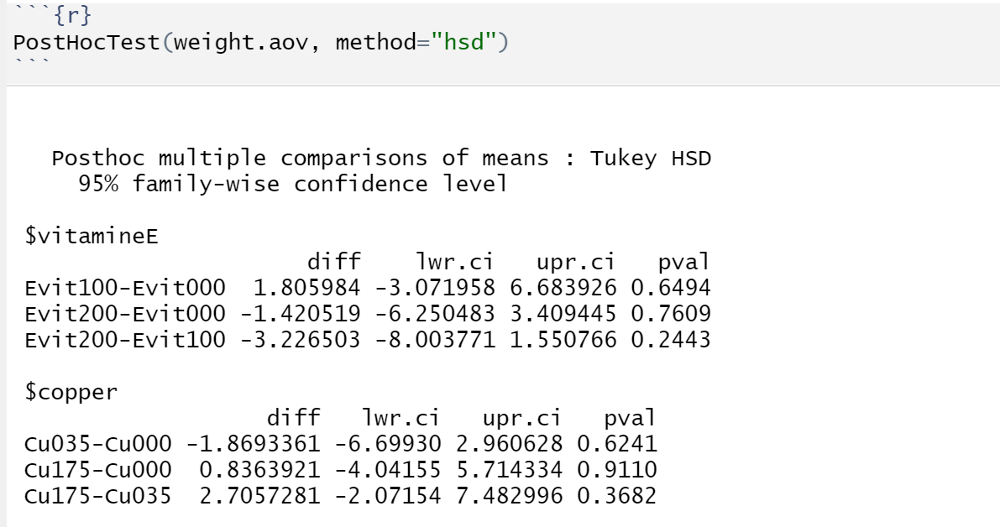 ```{r}
PostHocTest(weight.aov, method="hsd")
```
Posthoc multiple comparisons of means : Tukey HSD
95% family-wise confidence level
$vitamineE
diff lwr.ci upr.ci pval
Evit100-Evit000 1.805984 -3.071958 6.683926 0.6494
Evit200-Evit000 -1.420519 -6.250483 3.409445 0.7609
Evit200-Evit100 -3.226503 -8.003771 1.550766 0.2443
$copper
diff lwr.ci upr.ci pval
Cu035-Cu000 -1.8693361 -6.69930 2.960628 0.6241
Cu175-Cu000 0.8363921 -4.04155 5.714334 0.9110
Cu175-Cu035 2.7057281 -2.07154 7.482996 0.3682